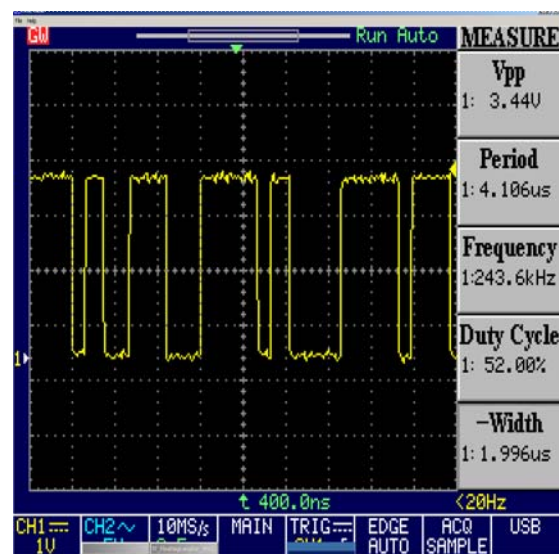 GW
Run Auto
MEASURE
Vpp
1: 3.44V
Period
1:4.106us
Frequency
1:243.6kHz
Duty Cycle
1: 52.00%
—Width
1:1.996us
1
400.0ns
<20Hz
CH1
1V
CH2
10MS/s
MAIN
TRIG
EDGE
AUTO
ACQ
SAMPLE
USB